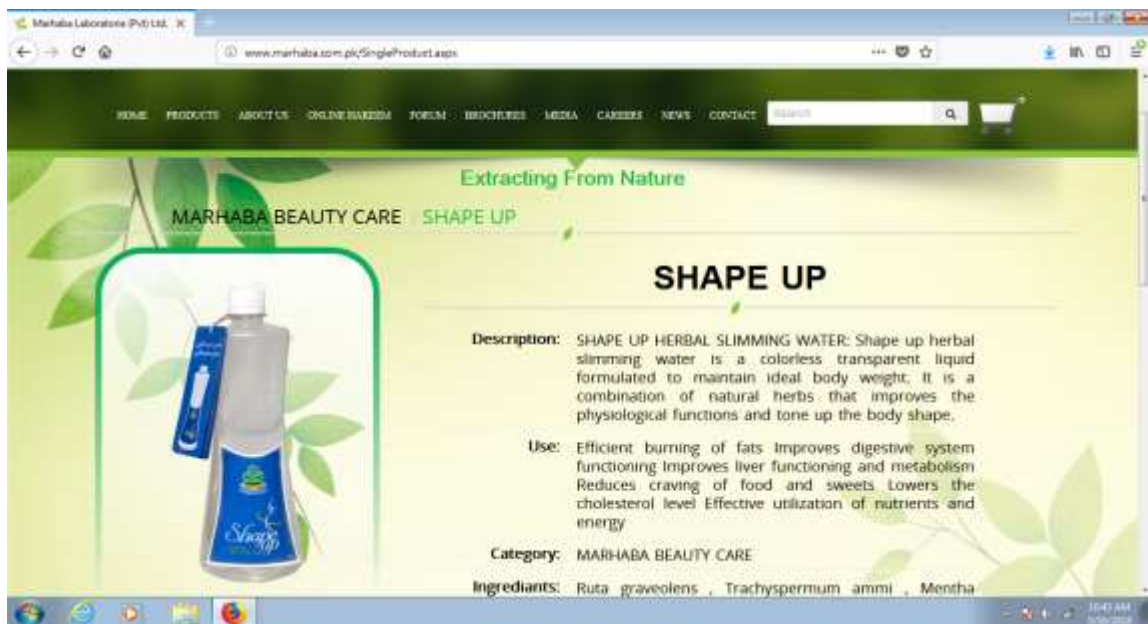 Marhaba Laboratorie (Pvt) Ltd.
www.marhaba.com.pk/SingleProduct.aspx
HOME PRODUCTS ABOUT US ONLINE HAKEEM FORUM BROCHURES MEDIA CAREERS NEWS CONTACT Search
0
Extracting From Nature
MARHABA BEAUTY CARE SHAPE UP
SHAPE UP
Description: SHAPE UP HERBAL SLIMMING WATER: Shape up herbal
slimming water is a colorless transparent liquid
formulated to maintain ideal body weight. It is a
combination of natural herbs that improves the
physiological functions and tone up the body shape.
Use: Efficient burning of fats Improves digestive system
functioning Improves liver functioning and metabolism
Reduces craving of food and sweets Lowers the
cholesterol level Effective utilization of nutrients and
energy
Category: MARHABA BEAUTY CARE
Ingrediants: Ruta graveolens , Trachyspermum ammi , Mentha
Shape
up
10:43 AM